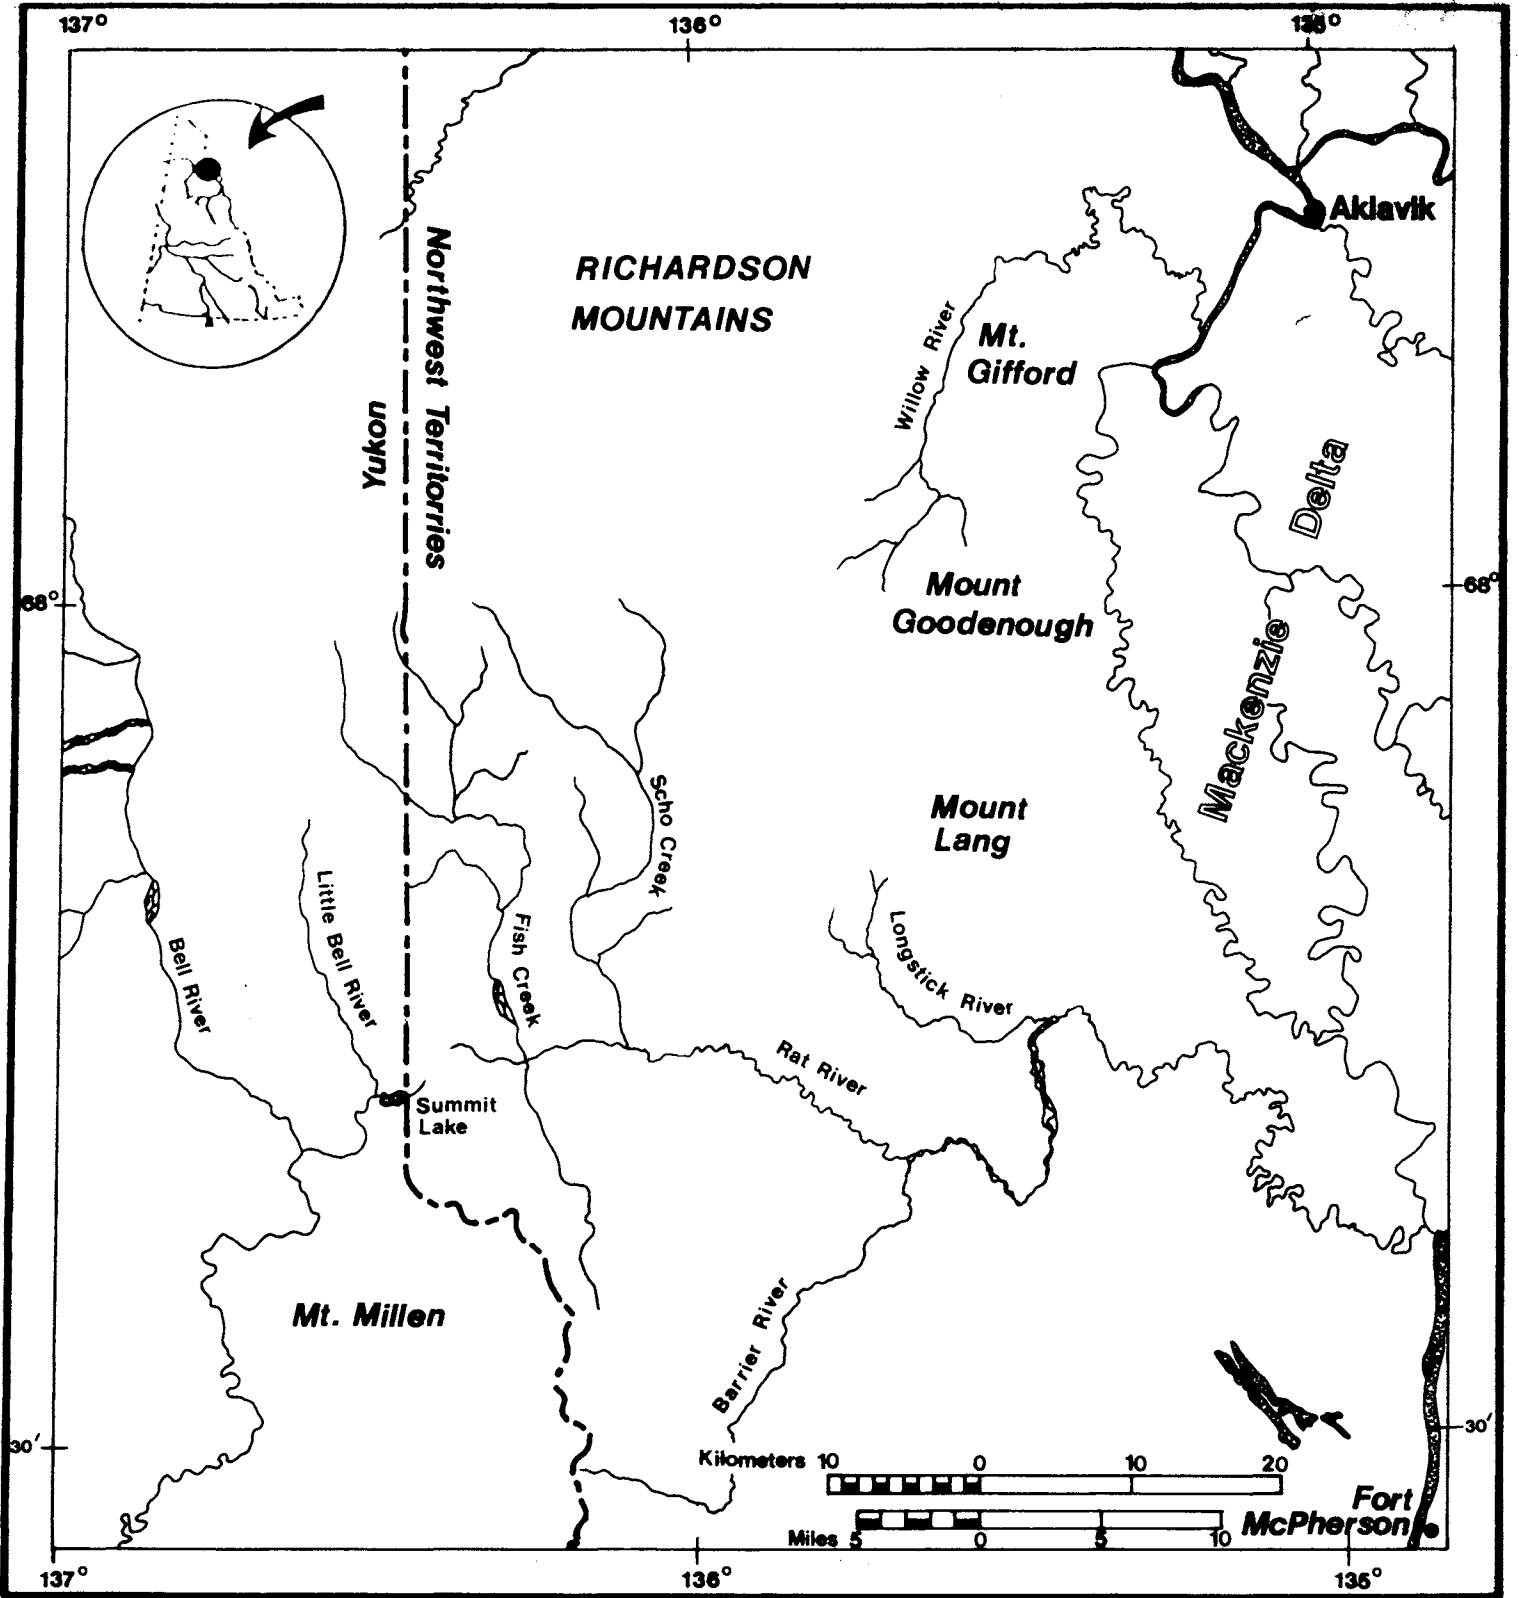 137° 136° 135°
Aklavik
RICHARDSON
MOUNTAINS
Northwest Territorries
Yukon
Willow River
Mt.
Gifford
Delta
68° 68°
Mount
Goodenough
Mackenzie
Scho Creek
Mount
Lang
Little Bell River
Fish Creek
Longstick River
Bell River
Rat River
Summit
Lake
Mt. Millen
Barrier River
30' 30'
Kilometers 10 0 10 20
Fort
McPherson
Miles 5 0 5 10
137° 136° 135°